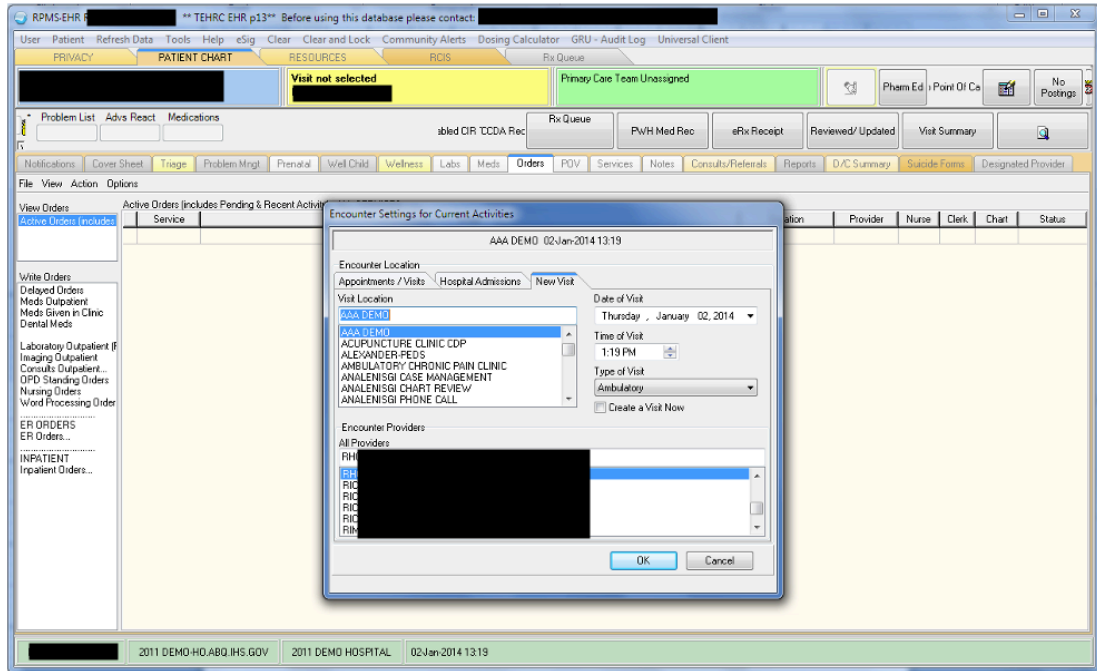 RPMS-EHR ** TEHRC EHR p13** Before using this database please contact:
User Patient Refresh Data Tools Help eSig Clear Clear and Lock Community Alerts Dosing Calculator GRU - Audit Log Universal Client
PRIVACY PATIENT CHART RESOURCES RCIS Rx Queue
Visit not selected
Primary Care Team Unassigned
Pharm Ed Point Of Ca
No
Postings
Problem List Advs React Medications
abled CIR TCCDA Rec
Rx Queue
PWH Med Rec eRx Receipt Reviewed/ Updated Visit Summary
Notifications Cover Sheet Triage Problem Mngt Prenatal Well Child Wellness Labs Meds Orders POV Services Notes Consults/Referrals Reports D/C Summary Suicide Forms Designated Provider
File View Action Options
View Orders
Active Orders (includes
Active Orders (includes Pending & Recent Activit
Service ation Provider Nurse Clerk Chart Status
Write Orders
Delayed Orders
Meds Outpatient
Meds Given in Clinic
Dental Meds
Laboratory Outpatient (F
Imaging Outpatient
Consults Outpatient...
OPD Standing Orders
Nursing Orders
Word Processing Order
ER ORDERS
ER Orders...
INPATIENT
Inpatient Orders...
Encounter Settings for Current Activities
AAA DEMO 02-Jan-2014 13:19
Encounter Location
Appointments / Visits Hospital Admissions New Visit
Visit Location
AAA DEMO
AAA DEMO
ACUPUNCTURE CLINIC CDP
ALEXANDER-PEDS
AMBULATORY CHRONIC PAIN CLINIC
ANALENISGI CASE MANAGEMENT
ANALENISGI CHART REVIEW
ANALENISGI PHONE CALL
Date of Visit
Thursday , January 02, 2014
Time of Visit
1:19 PM
Type of Visit
Ambulatory
Create a Visit Now
Encounter Providers
All Providers
RH
RH
RIC
RIC
RIC
RIC
RIM
OK Cancel
2011 DEMO-HO.ABQ.IHS.GOV 2011 DEMO HOSPITAL 02-Jan-2014 13:19